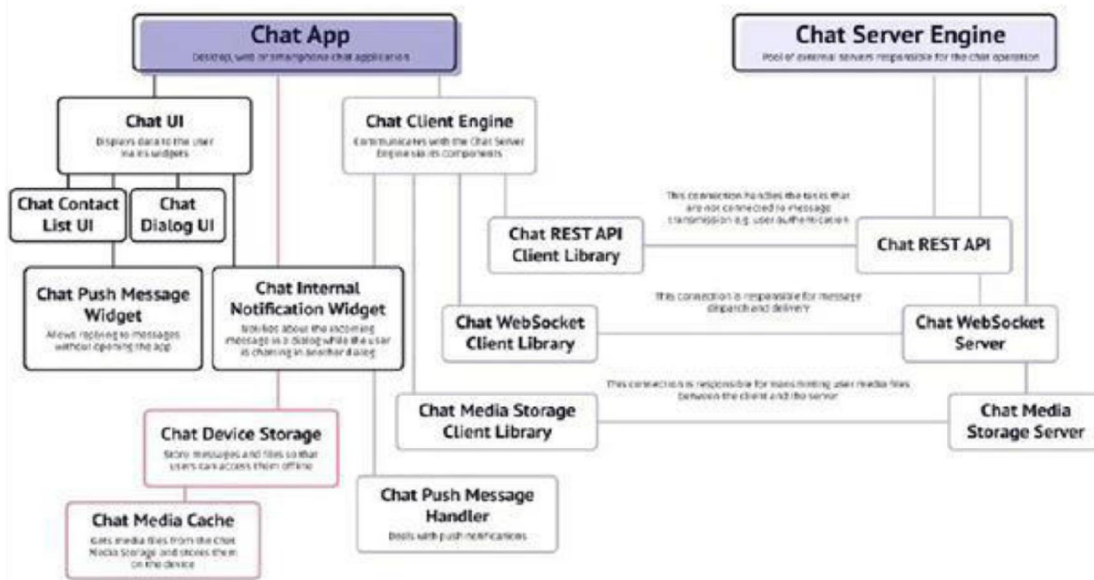 Chat App
Desktop, web or smartphone chat application
Chat Server Engine
Pool of external servers responsible for the chat operation
Chat UI
Displays data to the user
via its widgets
Chat Client Engine
Communicates with the Chat Server
Engine via its components
Chat Contact
List UI
Chat
Dialog UI
This connection handles the tasks that
are not connected to message
transmission e.g. user authentication
Chat REST API
Client Library
Chat REST API
Chat Push Message
Widget
Allows replying to messages
without opening the app
Chat Internal
Notification Widget
Notifies about the incoming
message in a dialog while the user
is chatting in another dialog
This connection is responsible for message
dispatch and delivery
Chat WebSocket
Client Library
Chat WebSocket
Server
This connection is responsible for transmitting user media files
between the client and the server
Chat Media Storage
Client Library
Chat Media
Storage Server
Chat Device Storage
Store messages and files so that
users can access them offline
Chat Push Message
Handler
Deals with push notifications
Chat Media Cache
Gets media files from the Chat
Media Storage and stores them
on the device